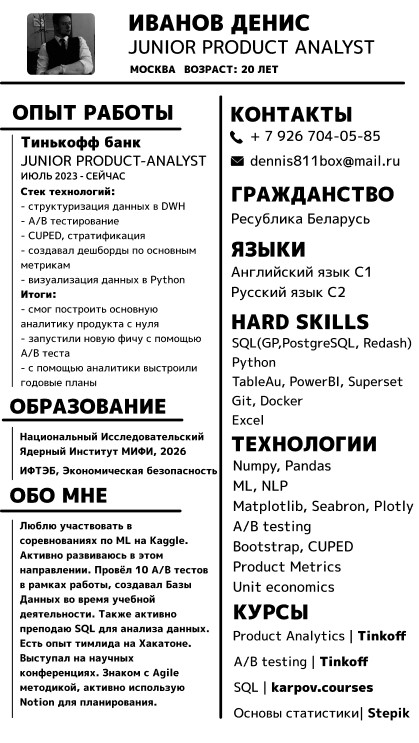 ИВАНОВ ДЕНИС
JUNIOR PRODUCT ANALYST
МОСКВА ВОЗРАСТ: 20 ЛЕТ
ОПЫТ РАБОТЫ
Тинькофф банк
JUNIOR PRODUCT-ANALYST
ИЮЛЬ 2023 - СЕЙЧАС
Стек технологий:
- структуризация данных в DWH
- A/B тестирование
- CUPED, стратификация
- создавал дешборды по основным
метрикам
- визуализация данных в Python
Итоги:
- смог построить основную
аналитику продукта с нуля
- запустили новую фичу с помощью
A/B теста
- с помощью аналитики выстроили
годовые планы
ОБРАЗОВАНИЕ
Национальный Исследовательский
Ядерный Институт МИФИ, 2026
ИФТЭБ, Экономическая безопасность
ОБО МНЕ
Люблю участвовать в
соревнованиях по ML на Kaggle.
Активно развиваюсь в этом
направлении. Провёл 10 A/B тестов
в рамках работы, создавал Базы
Данных во время учебной
деятельности. Также активно
преподаю SQL для анализа данных.
Есть опыт тимлида на Хакатоне.
Выступал на научных
конференциях. Знаком с Agile
методикой, активно использую
Notion для планирования.
КОНТАКТЫ
+ 7 926 704-05-85
dennis811box@mail.ru
ГРАЖДАНСТВО
Ресублика Беларусь
ЯЗЫКИ
Английский язык C1
Русский язык C2
HARD SKILLS
SQL(GP,PostgreSQL, Redash)
Python
TableAu, PowerBI, Superset
Git, Docker
Excel
ТЕХНОЛОГИИ
Numpy, Pandas
ML, NLP
Matplotlib, Seabron, Plotly
A/B testing
Bootstrap, CUPED
Product Metrics
Unit economics
КУРСЫ
Product Analytics | Tinkoff
A/B testing | Tinkoff
SQL | karpov.courses
Основы статистики| Stepik